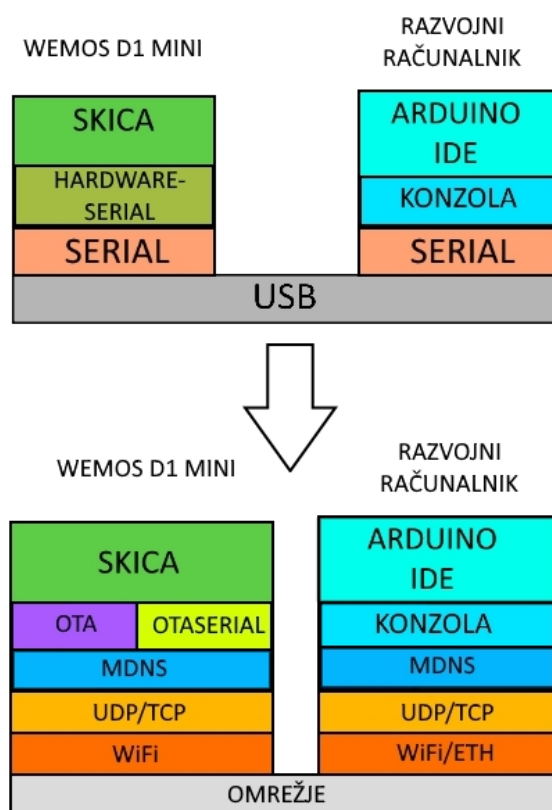 WEMOS D1 MINI
RAZVOJNI
RAČUNALNIK
SKICA
HARDWARE-
SERIAL
SERIAL
ARDUINO
IDE
KONZOLA
SERIAL
USB
WEMOS D1 MINI
RAZVOJNI
RAČUNALNIK
SKICA
OTA
OTASERIAL
MDNS
UDP/TCP
WiFi
ARDUINO
IDE
KONZOLA
MDNS
UDP/TCP
WiFi/ETH
OMREŽJE